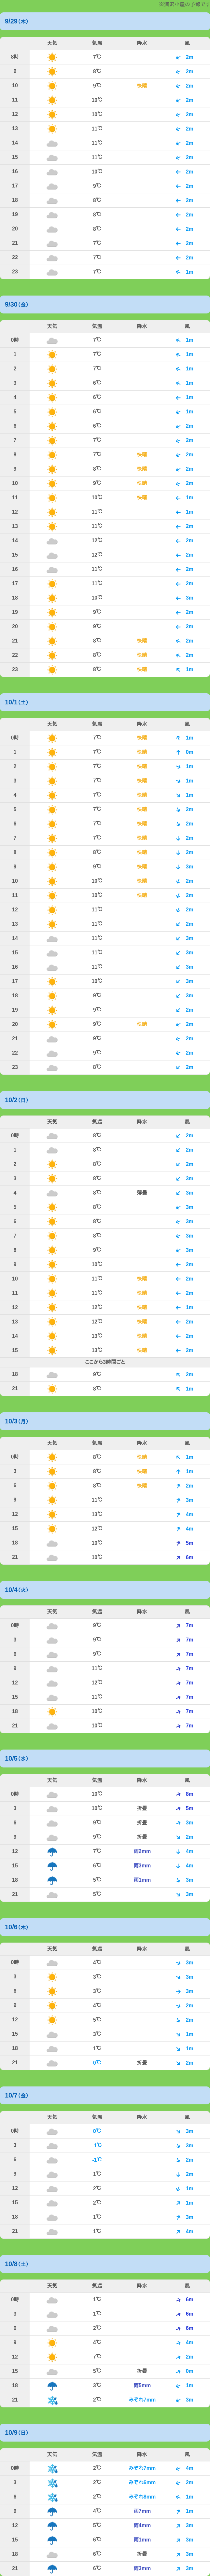 ※涸沢小屋の予報です
9/29(木)
天気 気温 降水 風
8時 7℃ 2m
9 8℃ 2m
10 9℃ 快晴 2m
11 10℃ 2m
12 10℃ 2m
13 11℃ 2m
14 11℃ 2m
15 11℃ 2m
16 10℃ 2m
17 9℃ 2m
18 8℃ 2m
19 8℃ 2m
20 8℃ 2m
21 7℃ 2m
22 7℃ 2m
23 7℃ 1m
9/30(金)
天気 気温 降水 風
0時 7℃ 1m
1 7℃ 1m
2 7℃ 1m
3 6℃ 1m
4 6℃ 1m
5 6℃ 1m
6 6℃ 2m
7 7℃ 2m
8 7℃ 快晴 2m
9 8℃ 快晴 2m
10 9℃ 快晴 2m
11 10℃ 快晴 1m
12 11℃ 1m
13 11℃ 2m
14 12℃ 2m
15 12℃ 2m
16 11℃ 2m
17 11℃ 2m
18 10℃ 3m
19 9℃ 2m
20 9℃ 2m
21 8℃ 快晴 2m
22 8℃ 快晴 2m
23 8℃ 快晴 1m
10/1(土)
天気 気温 降水 風
0時 7℃ 快晴 1m
1 7℃ 快晴 0m
2 7℃ 快晴 1m
3 7℃ 快晴 1m
4 7℃ 快晴 1m
5 7℃ 快晴 2m
6 7℃ 快晴 2m
7 7℃ 快晴 2m
8 8℃ 快晴 2m
9 9℃ 快晴 3m
10 10℃ 快晴 2m
11 10℃ 快晴 2m
12 11℃ 2m
13 11℃ 2m
14 11℃ 3m
15 11℃ 3m
16 11℃ 3m
17 10℃ 3m
18 9℃ 3m
19 9℃ 2m
20 9℃ 快晴 2m
21 8℃ 2m
22 9℃ 2m
23 8℃ 2m
10/2(日)
天気 気温 降水 風
0時 8℃ 2m
1 8℃ 2m
2 8℃ 2m
3 8℃ 3m
4 8℃ 薄曇 3m
5 8℃ 3m
6 8℃ 3m
7 8℃ 3m
8 9℃ 3m
9 10℃ 2m
10 11℃ 快晴 2m
11 11℃ 快晴 2m
12 12℃ 快晴 1m
13 12℃ 快晴 2m
14 13℃ 快晴 2m
15 13℃ 快晴 2m
ここから3時間ごと
18 9℃ 2m
21 8℃ 1m
10/3(月)
天気 気温 降水 風
0時 8℃ 快晴 1m
3 8℃ 快晴 1m
6 8℃ 快晴 2m
9 11℃ 3m
12 13℃ 4m
15 12℃ 4m
18 10℃ 5m
21 10℃ 6m
10/4(火)
天気 気温 降水 風
0時 9℃ 7m
3 9℃ 7m
6 9℃ 7m
9 11℃ 7m
12 12℃ 7m
15 11℃ 7m
18 10℃ 7m
21 10℃ 7m
10/5(水)
天気 気温 降水 風
0時 10℃ 8m
3 10℃ 折曇 5m
6 9℃ 折曇 3m
9 9℃ 折曇 2m
12 7℃ 雨2mm 4m
15 6℃ 雨3mm 4m
18 5℃ 雨1mm 3m
21 5℃ 3m
10/6(木)
天気 気温 降水 風
0時 4℃ 3m
3 3℃ 3m
6 3℃ 3m
9 4℃ 2m
12 5℃ 2m
15 3℃ 1m
18 1℃ 1m
21 0℃ 折曇 2m
10/7(金)
天気 気温 降水 風
0時 0℃ 3m
3 -1℃ 3m
6 -1℃ 2m
9 1℃ 2m
12 2℃ 1m
15 2℃ 1m
18 1℃ 3m
21 1℃ 4m
10/8(土)
天気 気温 降水 風
0時 1℃ 6m
3 1℃ 6m
6 2℃ 6m
9 4℃ 4m
12 7℃ 2m
15 5℃ 折曇 0m
18 3℃ 雨5mm 1m
21 2℃ みぞれ7mm 3m
10/9(日)
天気 気温 降水 風
0時 2℃ みぞれ7mm 4m
3 2℃ みぞれ6mm 2m
6 2℃ みぞれ8mm 1m
9 4℃ 雨7mm 1m
12 5℃ 雨4mm 3m
15 6℃ 雨1mm 3m
18 6℃ 折曇 3m
21 6℃ 雨3mm 3m